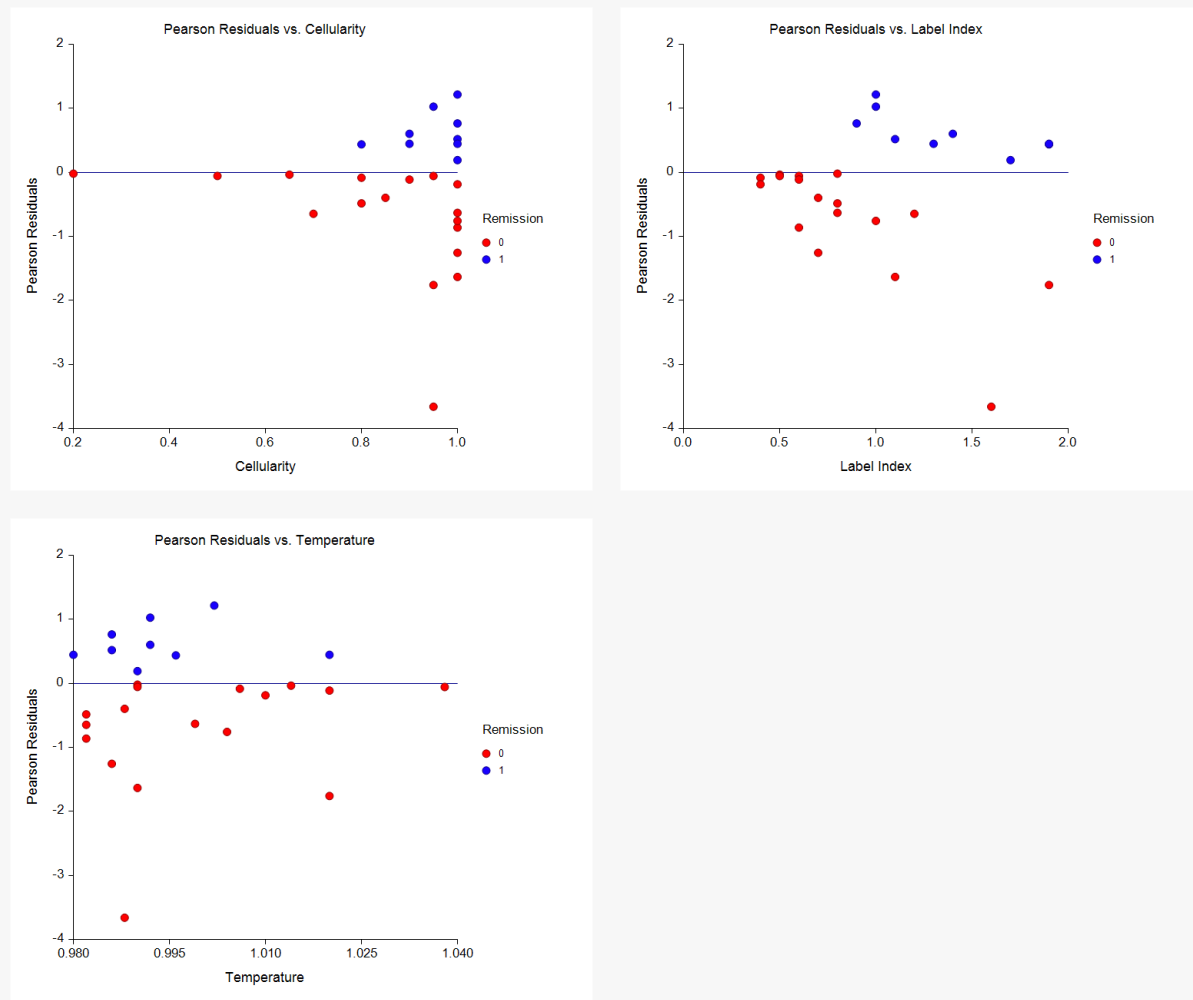 Pearson Residuals vs. Cellularity
2
1
0
-1
-2
-3
-4
Pearson Residuals
0.2 0.4 0.6 0.8 1.0
Cellularity
Remission
0
1
Pearson Residuals vs. Label Index
2
1
0
-1
-2
-3
-4
Pearson Residuals
0.0 0.5 1.0 1.5 2.0
Label Index
Remission
0
1
Pearson Residuals vs. Temperature
2
1
0
-1
-2
-3
-4
Pearson Residuals
0.980 0.995 1.010 1.025 1.040
Temperature
Remission
0
1